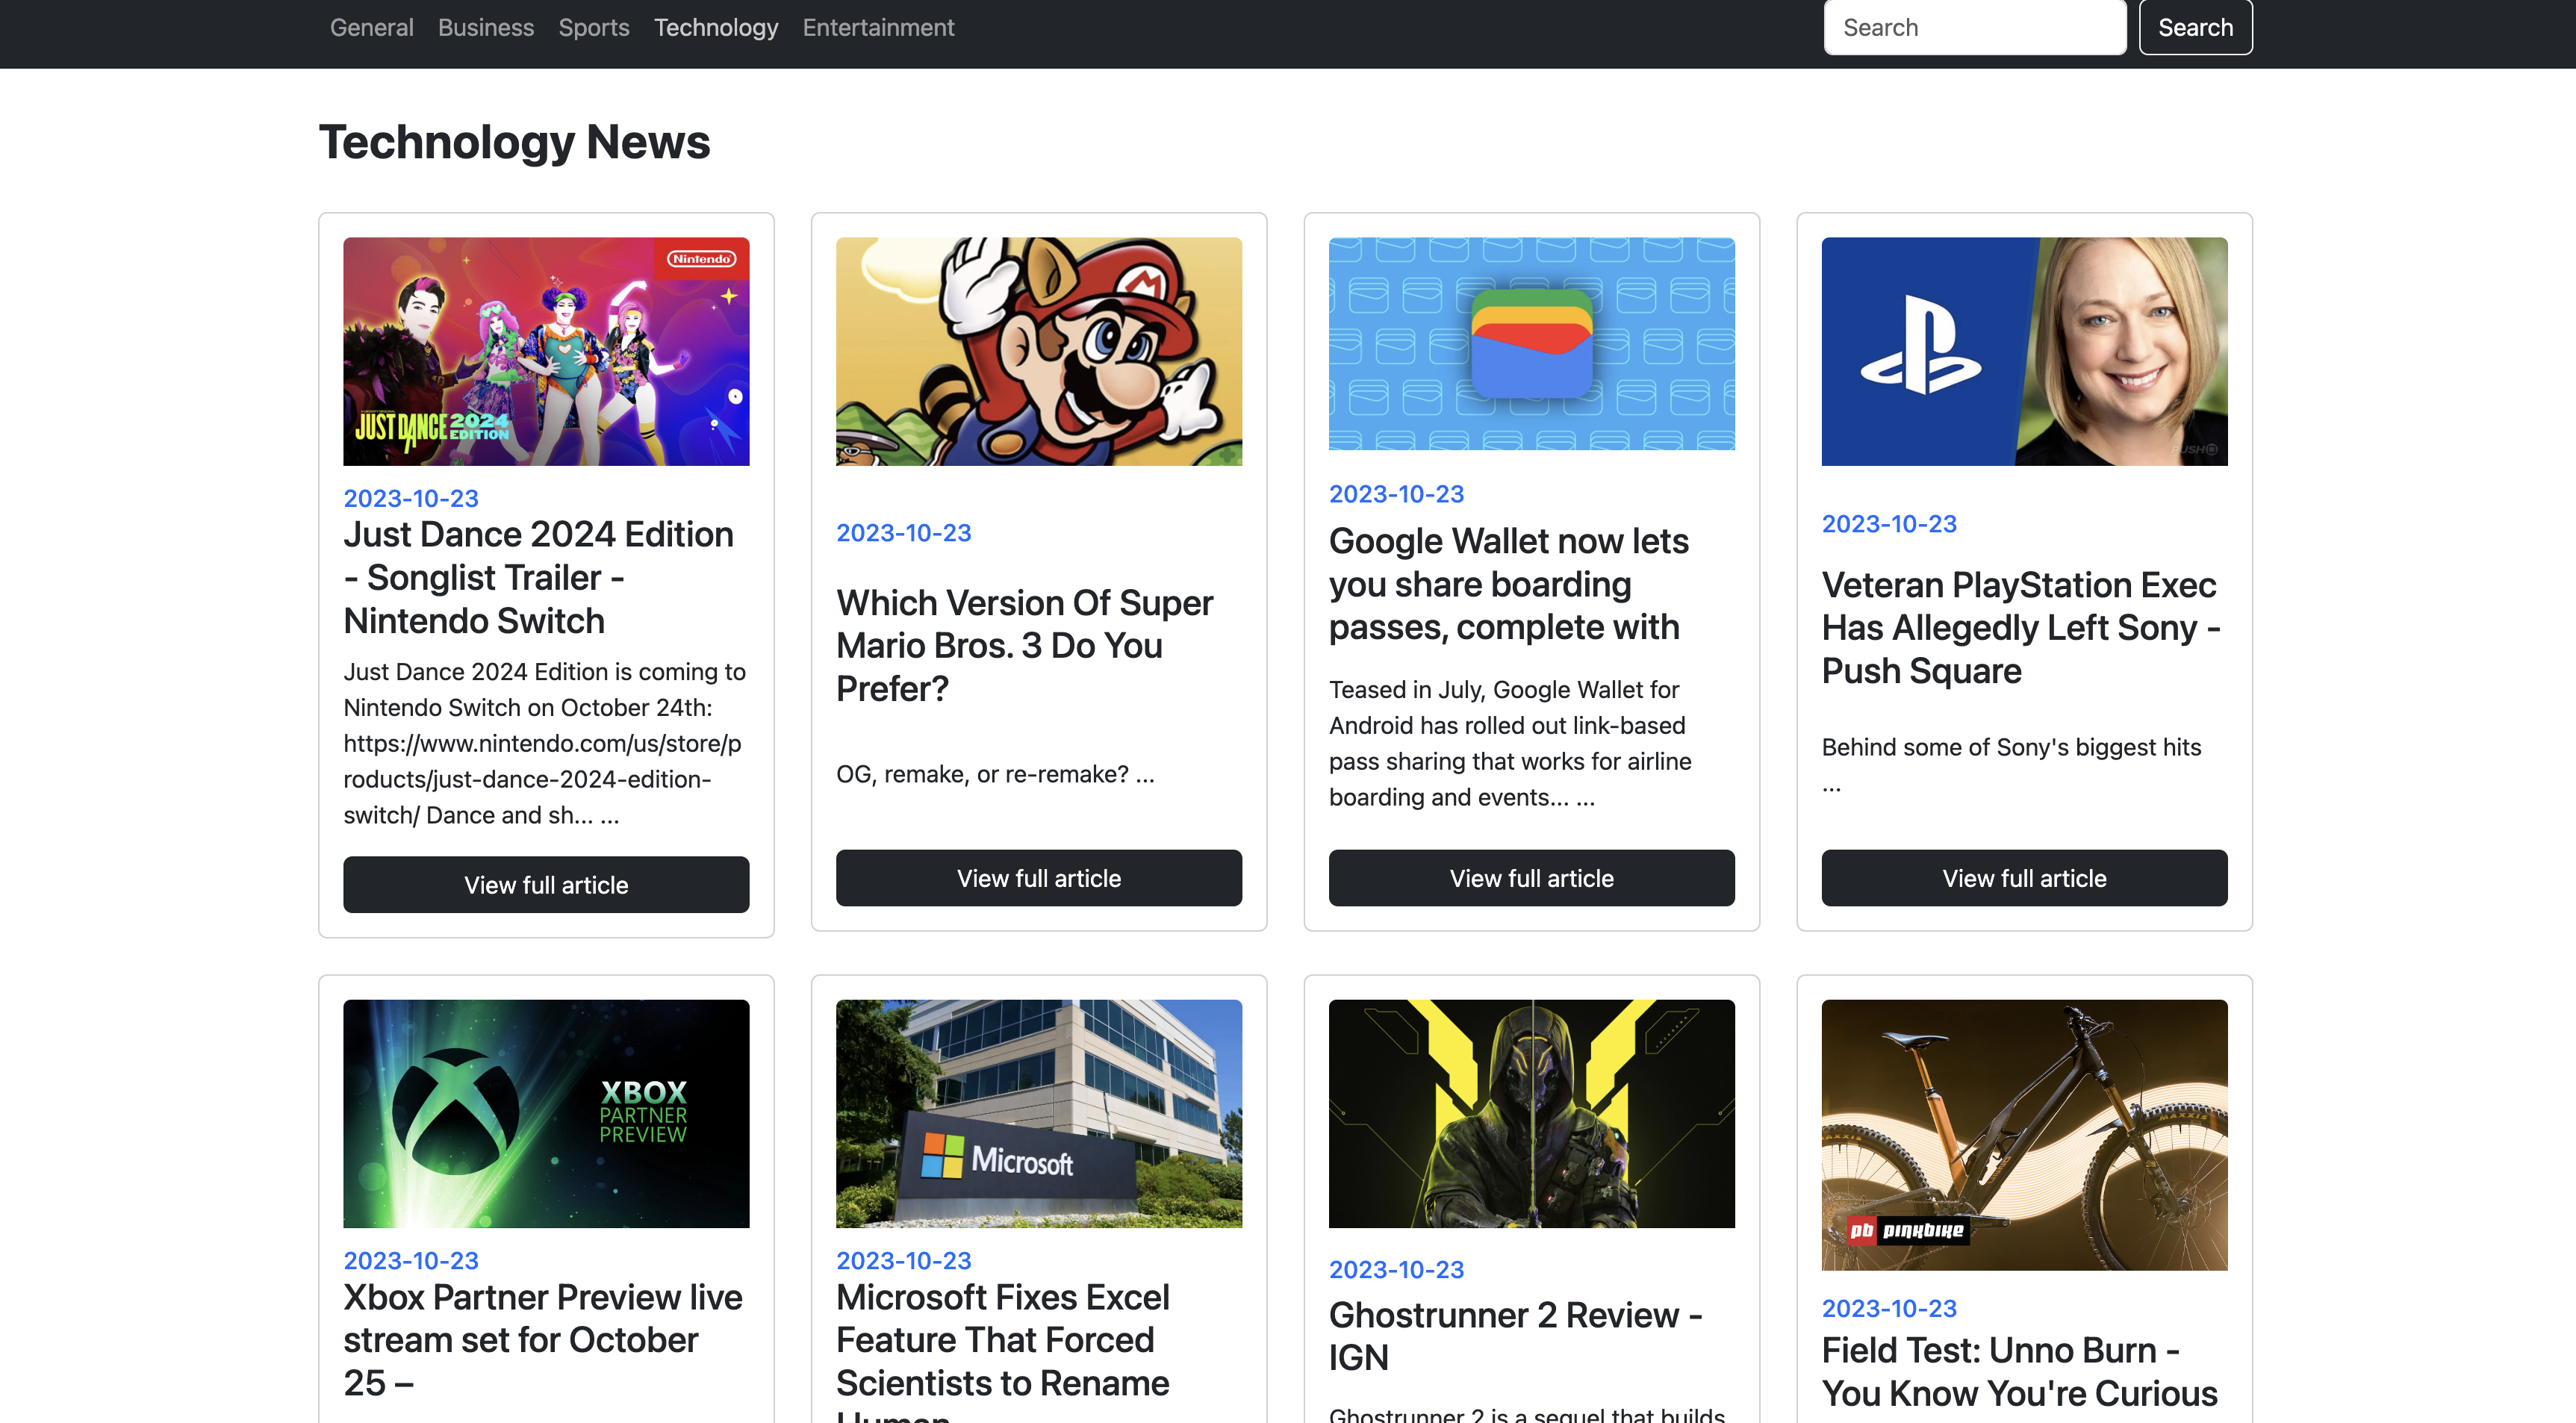 General Business Sports Technology Entertainment Search Search
Technology News
Nintendo
JUST DANCE 2024 EDITION
2023-10-23
Just Dance 2024 Edition
- Songlist Trailer -
Nintendo Switch
Just Dance 2024 Edition is coming to
Nintendo Switch on October 24th:
https://www.nintendo.com/us/store/p
roducts/just-dance-2024-edition-
switch/ Dance and sh... ...
View full article
M
2023-10-23
Which Version Of Super
Mario Bros. 3 Do You
Prefer?
OG, remake, or re-remake? ...
View full article
2023-10-23
Google Wallet now lets
you share boarding
passes, complete with
Teased in July, Google Wallet for
Android has rolled out link-based
pass sharing that works for airline
boarding and events... ...
View full article
PUSH
2023-10-23
Veteran PlayStation Exec
Has Allegedly Left Sony -
Push Square
Behind some of Sony's biggest hits
...
View full article
XBOX
PARTNER
PREVIEW
2023-10-23
Xbox Partner Preview live
stream set for October
25 –
Microsoft
2023-10-23
Microsoft Fixes Excel
Feature That Forced
Scientists to Rename
Human
2023-10-23
Ghostrunner 2 Review -
IGN
Ghostrunner 2 is a sequel that builds
MAXXIS
MAXXIS
pb pinkbike
2023-10-23
Field Test: Unno Burn -
You Know You're Curious